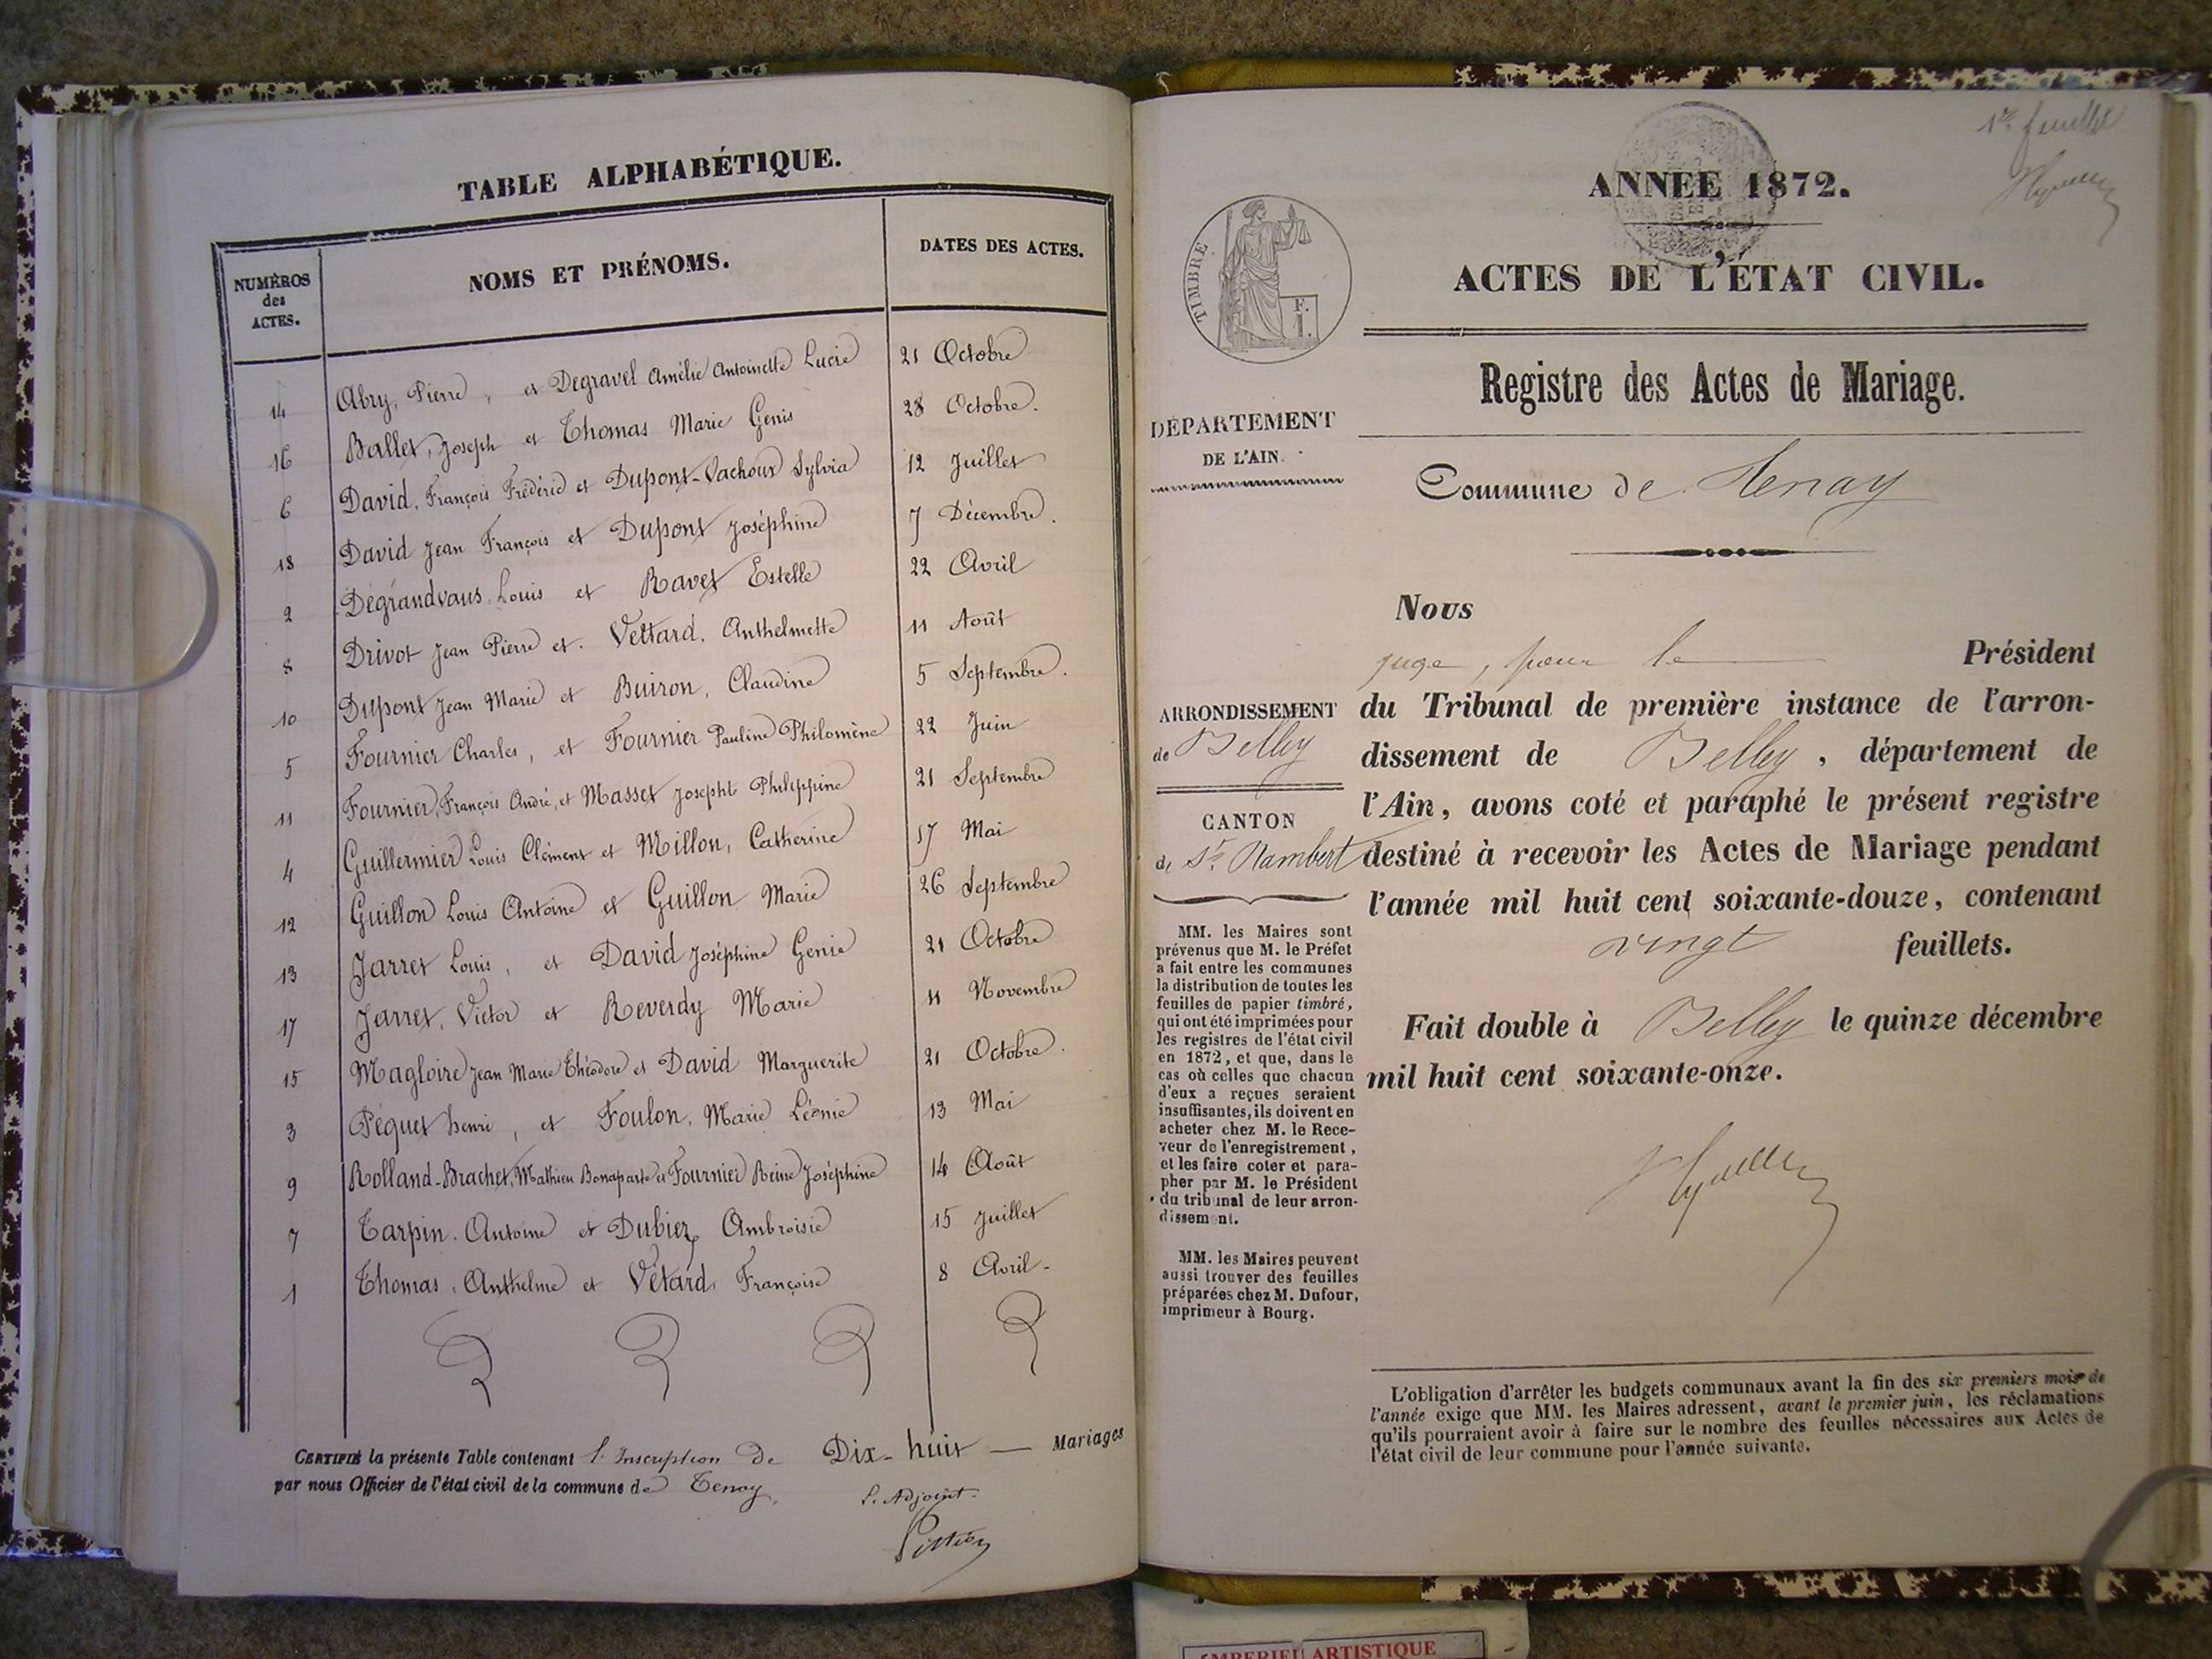 TABLE ALPHABÉTIQUE.
NUMÉROS des ACTES.
NOMS ET PRÉNOMS.
DATES DES ACTES.
14 Abry, Pierre, et Degravel Amélie Antoinette Lucie 21 Octobre
16 Ballet, Joseph et Thomas Marie Genis 28 Octobre.
6 David, François Frédéric et Dupont-Vachoux Sylvia 12 Juillet
18 David Jean François et Dupont Joséphine 7 Décembre.
2 Dégrandvaus, Louis et Ravet Estelle 22 Avril
8 Drivot Jean Pierre et. Vettard. Anthelmette 11 Août
10 Dupont Jean Marie et Buiron, Claudine 5 Septembre.
5 Fournier Charles, et Fournier Pauline Philomène 22 Juin
11 Fournier, François André, et Masset Josephte Philippine 21 Septembre
4 Guillermier Louis Clément et Millon, Catherine 17 Mai
12 Guillon Louis Antoine et Guillon Marie 26 Septembre
13 Jarret Louis, et David Joséphine Genie 21 Octobre
17 Jarret, Victor et Reverdy Marie 11 Novembre
15 Magloire Jean Marie Théodore et David Marguerite 21 Octobre.
3 Péguet henri, et Foulon, Marie Léonie 13 Mai
9 Rolland-Brachet, Mathieu Bonaparte et Fournier Reine Joséphine 14 Août
7 Tarpin. Antoine et Dubiez Ambroisie 15 Juillet
1 Thomas, Anthelme et Vétard, Françoise 8 Avril -
CERTIFIÉ la présente Table contenant l'Inscription de Dix-huit — Mariages
par nous Officier de l'état civil de la commune de Tenay,
L'Adjoint.
1er feuillet
ANNÉE 1872.
ACTES DE L'ÉTAT CIVIL.
TIMBRE
F.
1.
Registre des Actes de Mariage.
DÉPARTEMENT
DE L'AIN.
Commune de Tenay
Nous
juge, pour le Président
ARRONDISSEMENT
de Belley
du Tribunal de première instance de l'arron-
dissement de Belley, département de
l'Ain, avons coté et paraphé le présent registre
CANTON
de St. Rambert
destiné à recevoir les Actes de Mariage pendant
l'année mil huit cent soixante-douze, contenant
vingt feuillets.
Fait double à Belley le quinze décembre
mil huit cent soixante-onze.
MM. les Maires sont
prévenus que M. le Préfet
a fait entre les communes
la distribution de toutes les
feuilles de papier timbré,
qui ont été imprimées pour
les registres de l'état civil
en 1872, et que, dans le
cas où celles que chacun
d'eux a reçues seraient
insuffisantes, ils doivent en
acheter chez M. le Rece-
veur de l'enregistrement,
et les faire coter et para-
pher par M. le Président
du tribunal de leur arron-
dissement.
MM. les Maires peuvent
aussi trouver des feuilles
préparées chez M. Dufour,
imprimeur à Bourg.
L'obligation d'arrêter les budgets communaux avant la fin des six premiers mois de
l'année exige que MM. les Maires adressent, avant le premier juin, les réclamations
qu'ils pourraient avoir à faire sur le nombre des feuilles nécessaires aux Actes de
l'état civil de leur commune pour l'année suivante.
ARTISTIQUE